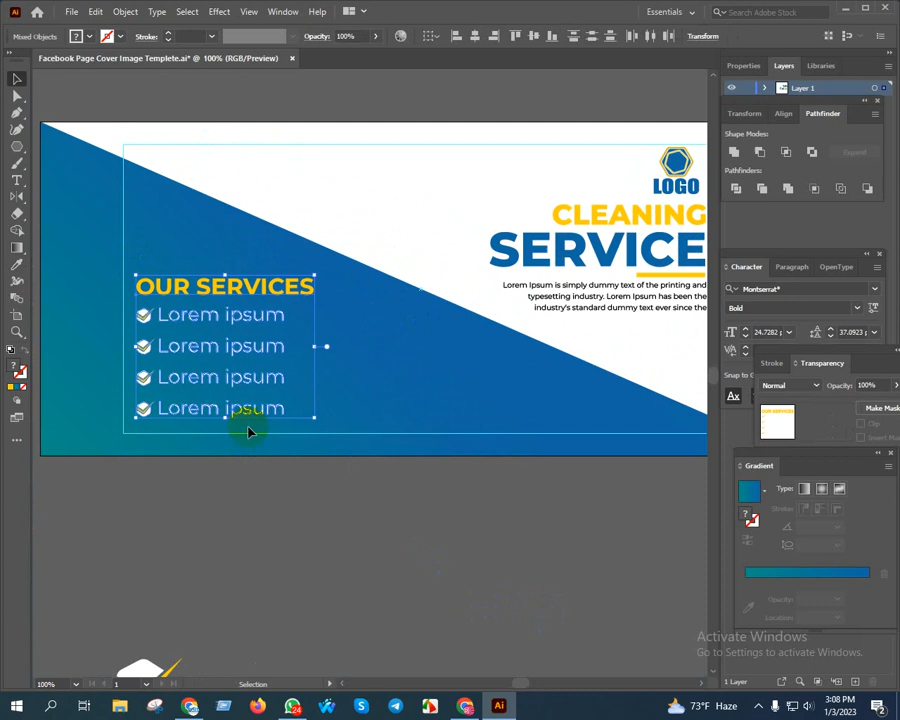 Ai File Edit Object Type Select Effect View Window Help Essentials Search Adobe Stock
Mixed Objects ? Stroke: Opacity: 100% Transform
Facebook Page Cover Image Templete.ai* @ 100% (RGB/Preview) ×
Properties Layers Libraries
Layer 1
Transform Align Pathfinder
Shape Modes:
Expand
Pathfinders:
LOGO
CLEANING
SERVICE
Lorem Ipsum is simply dummy text of the printing and
typesetting industry. Lorem Ipsum has been the
industry's standard dummy text ever since the
OUR SERVICES
Lorem ipsum
Lorem ipsum
Lorem ipsum
Lorem ipsum
Character Paragraph OpenType
Montserrat*
Bold
24.7282 37.0923
Snap to G
Stroke Transparency
Normal Opacity: 100%
Make Mask
Clip
Invert Mask
Gradient
Type:
Stroke:
Opacity:
Location:
Activate Windows
Go to Settings to activate Windows.
100% 1 Selection 1 Layer
24 73°F Haze 3:08 PM
1/3/2023 2